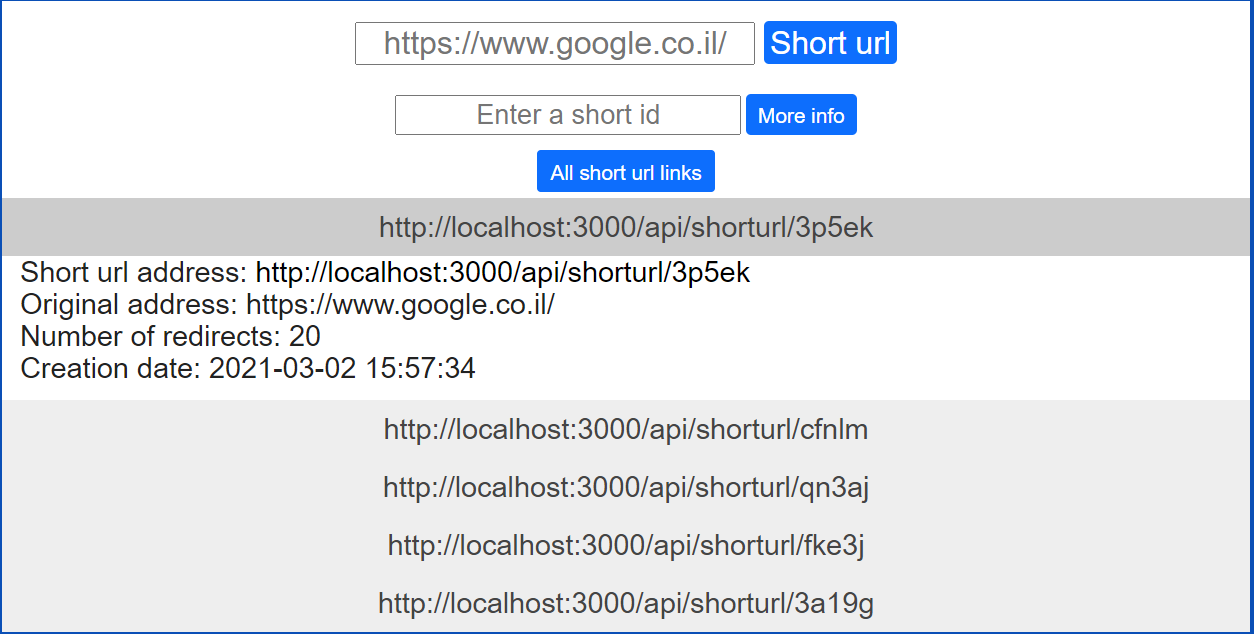 https://www.google.co.il/ Short url
Enter a short id More info
All short url links
http://localhost:3000/api/shorturl/3p5ek
Short url address: http://localhost:3000/api/shorturl/3p5ek
Original address: https://www.google.co.il/
Number of redirects: 20
Creation date: 2021-03-02 15:57:34
http://localhost:3000/api/shorturl/cfnlm
http://localhost:3000/api/shorturl/qn3aj
http://localhost:3000/api/shorturl/fke3j
http://localhost:3000/api/shorturl/3a19g